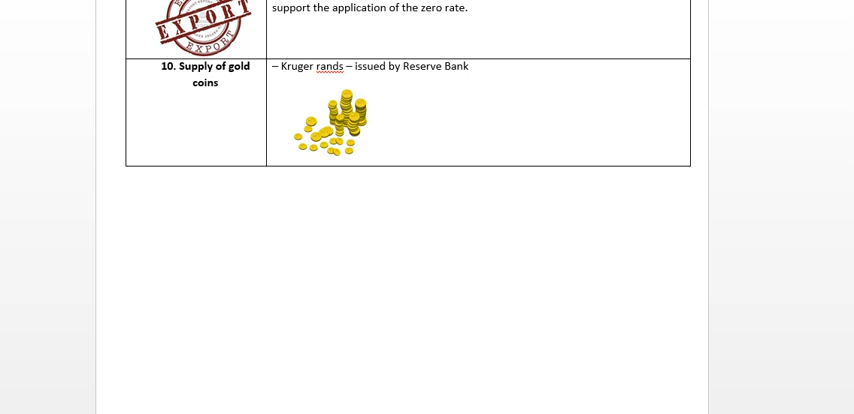 support the application of the zero rate.
EXPORT
EXPORT
10. Supply of gold
coins
– Kruger rands – issued by Reserve Bank